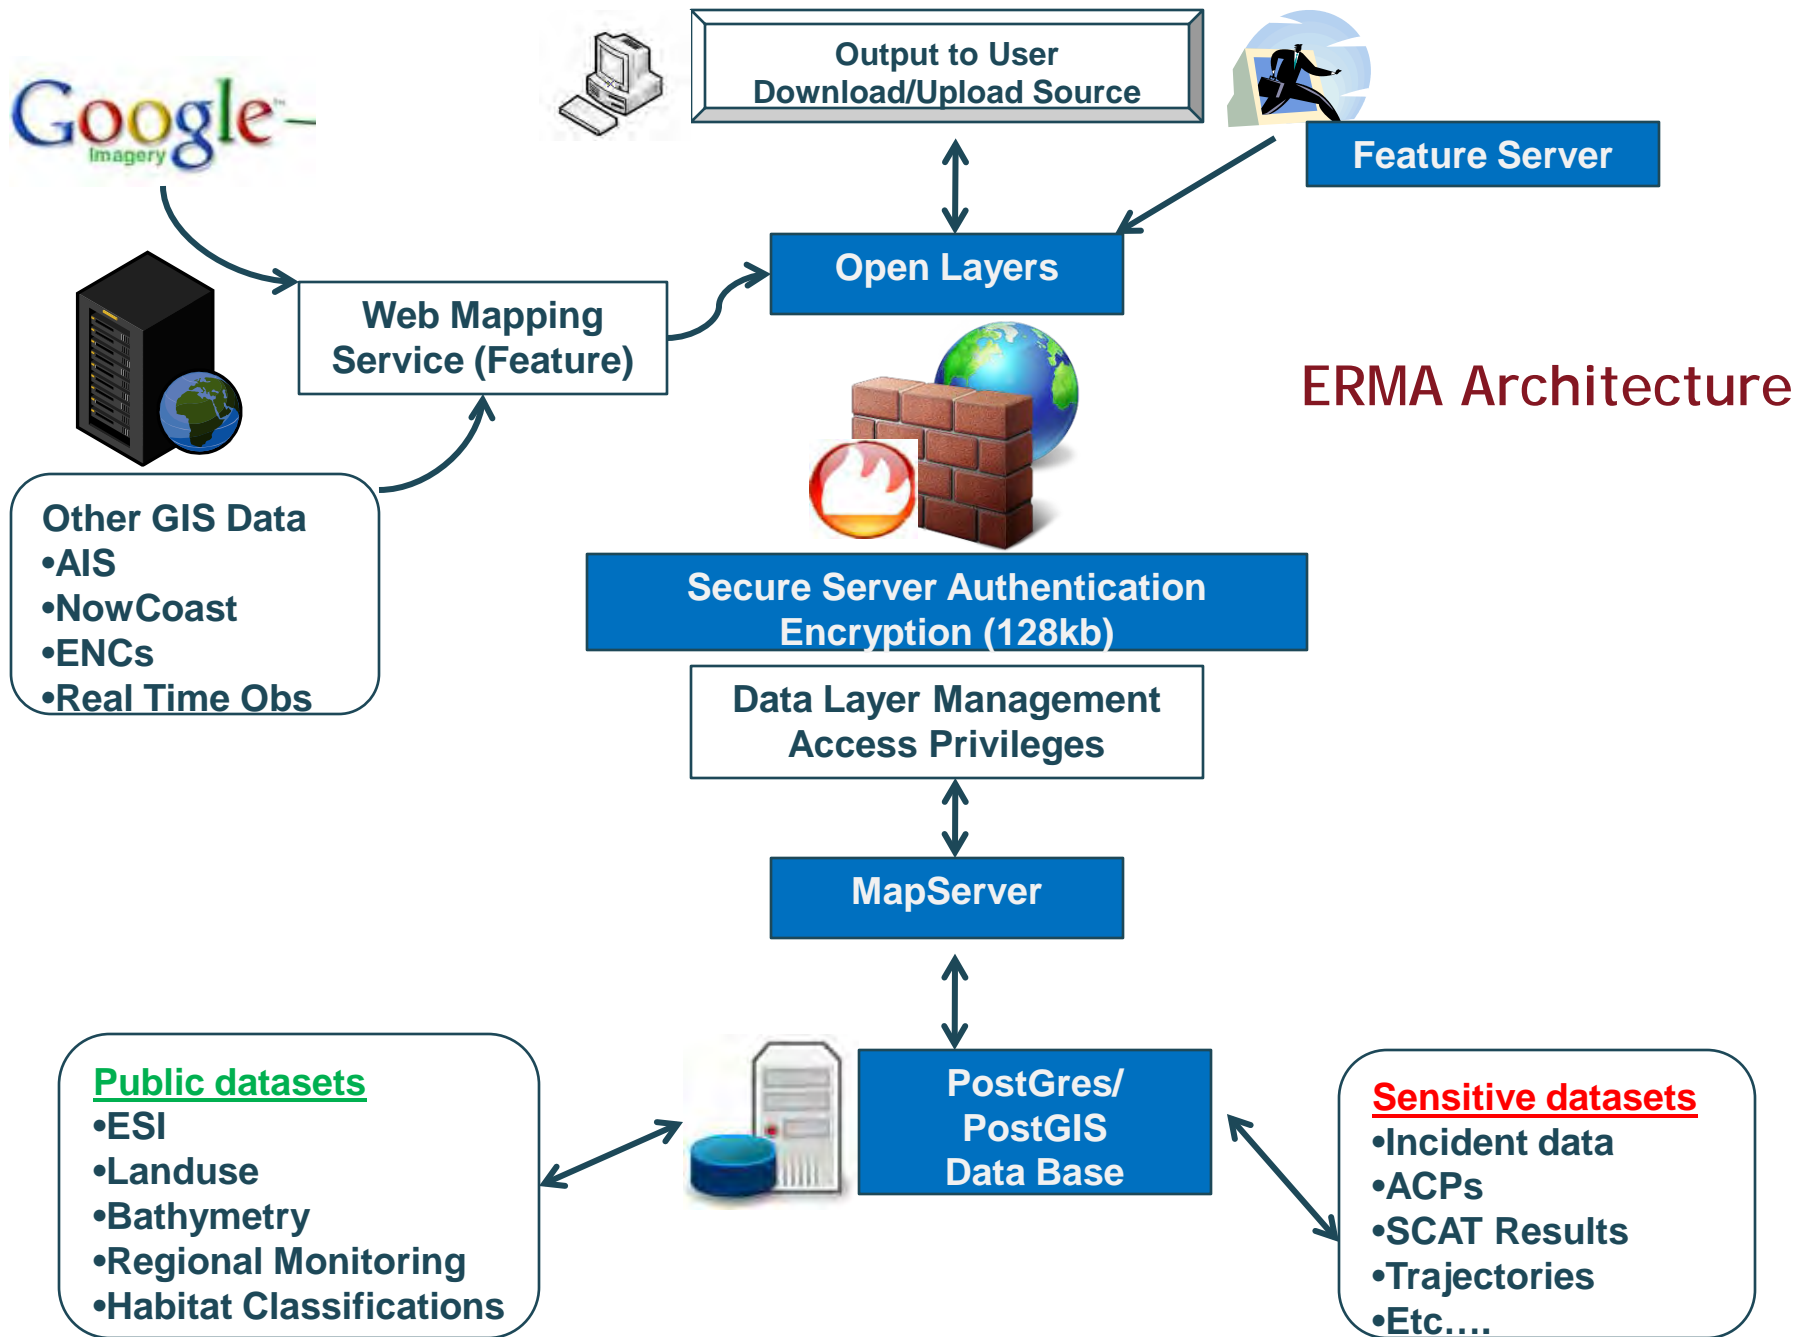 Output to User
Download/Upload Source
Google™
Imagery
Feature Server
Open Layers
Web Mapping
Service (Feature)
ERMA Architecture
Other GIS Data
•AIS
•NowCoast
•ENCs
•Real Time Obs
Secure Server Authentication
Encryption (128kb)
Data Layer Management
Access Privileges
MapServer
PostGres/
PostGIS
Data Base
Public datasets
•ESI
•Landuse
•Bathymetry
•Regional Monitoring
•Habitat Classifications
Sensitive datasets
•Incident data
•ACPs
•SCAT Results
•Trajectories
•Etc….